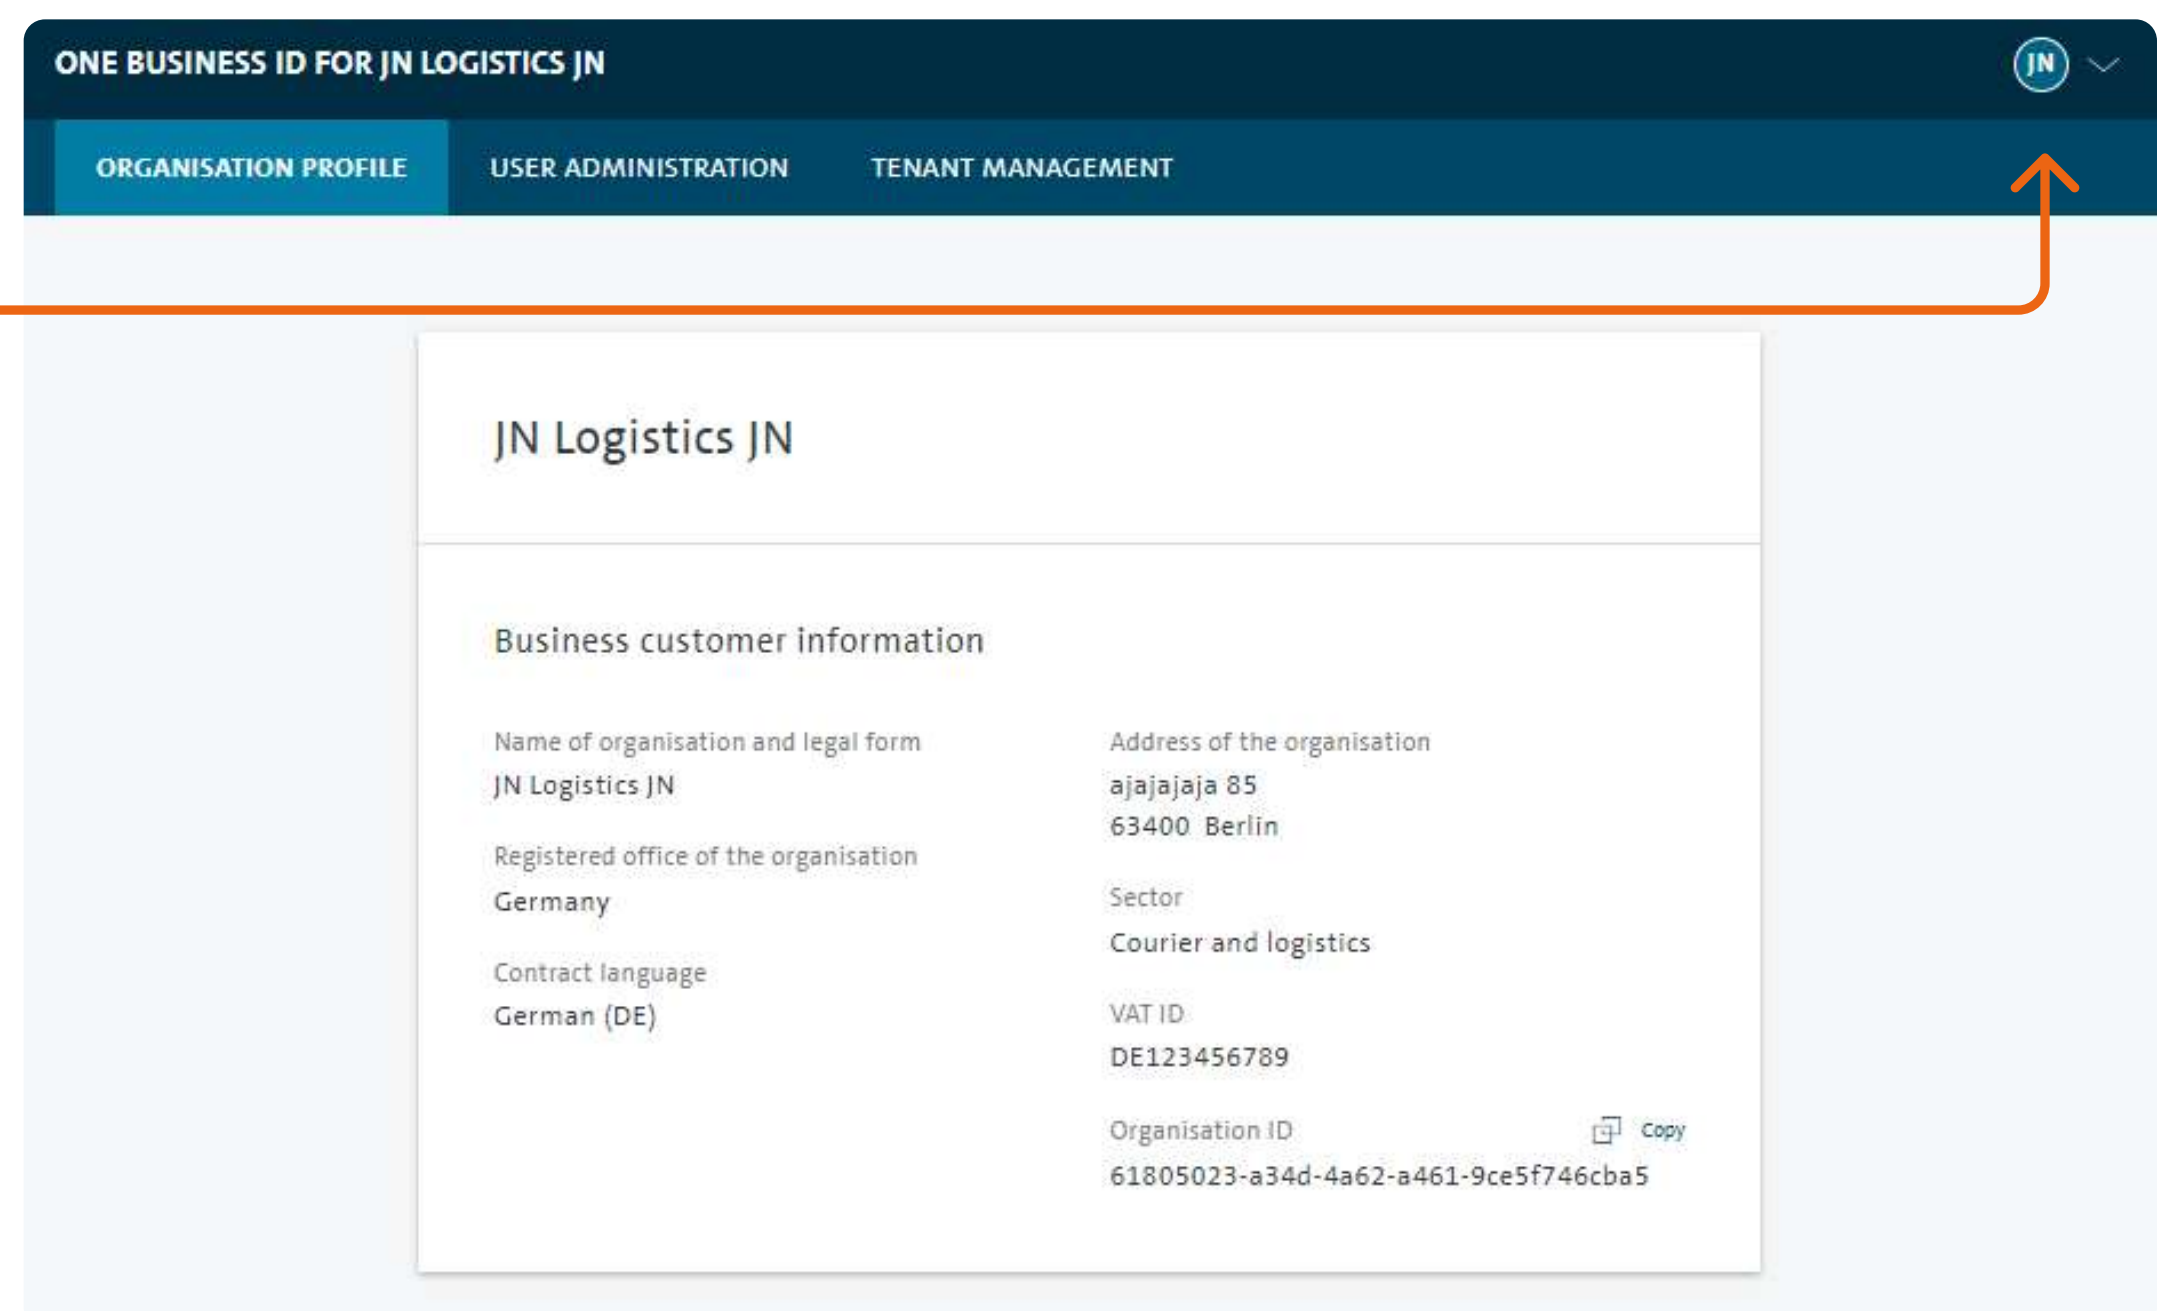 ONE BUSINESS ID FOR JN LOGISTICS JN
JN
ORGANISATION PROFILE
USER ADMINISTRATION
TENANT MANAGEMENT
JN Logistics JN
Business customer information
Name of organisation and legal form
JN Logistics JN
Registered office of the organisation
Germany
Contract language
German (DE)
Address of the organisation
ajajajaja 85
63400 Berlin
Sector
Courier and logistics
VAT ID
DE123456789
Organisation ID
Copy
61805023-a34d-4a62-a461-9ce5f746cba5